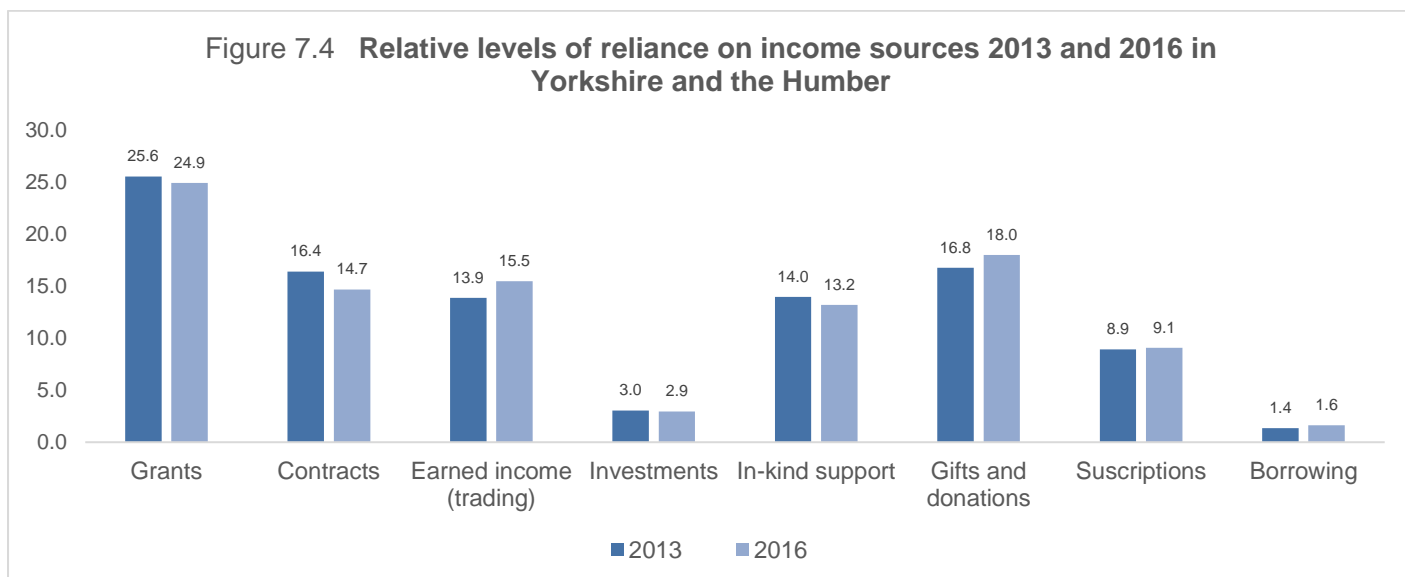 Figure 7.4 Relative levels of reliance on income sources 2013 and 2016 in
Yorkshire and the Humber
30.0
25.0
20.0
15.0
10.0
5.0
0.0
25.6 24.9
16.4 14.7
13.9 15.5
3.0 2.9
14.0 13.2
16.8 18.0
8.9 9.1
1.4 1.6
Grants
Contracts
Earned income
(trading)
Investments
In-kind support
Gifts and
donations
Suscriptions
Borrowing
2013 2016